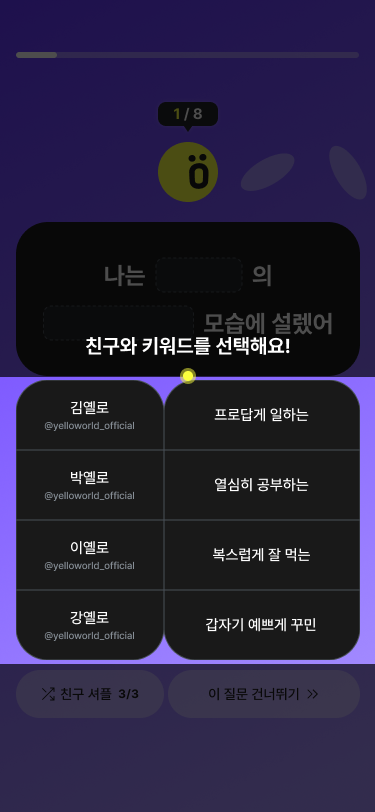 1 / 8
나는 의
모습에 설렜어
친구와 키워드를 선택해요!
김옐로
@yelloworld_official
프로답게 일하는
박옐로
@yelloworld_official
열심히 공부하는
이옐로
@yelloworld_official
복스럽게 잘 먹는
강옐로
@yelloworld_official
갑자기 예쁘게 꾸민
친구 셔플 3/3
이 질문 건너뛰기